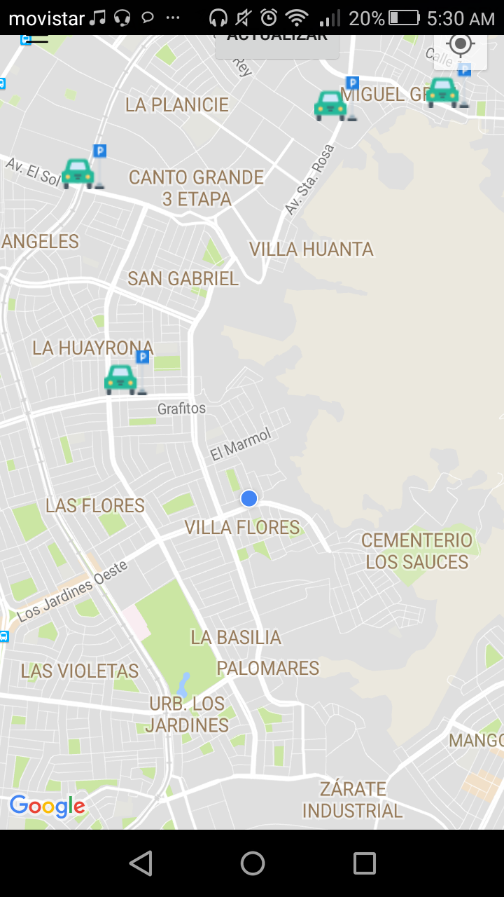 movistar 20% 5:30 AM
ACTUALIZAR
Rey
Calle
LA PLANICIE
MIGUEL GR
Av. El Sol
CANTO GRANDE
3 ETAPA
Av. Sta. Rosa
ANGELES
VILLA HUANTA
SAN GABRIEL
LA HUAYRONA
P
P
P
P
Grafitos
El Marmol
LAS FLORES
VILLA FLORES
CEMENTERIO
LOS SAUCES
Los Jardines Oeste
LA BASILIA
LAS VIOLETAS
PALOMARES
URB. LOS
JARDINES
MANGO
ZÁRATE
INDUSTRIAL
Google